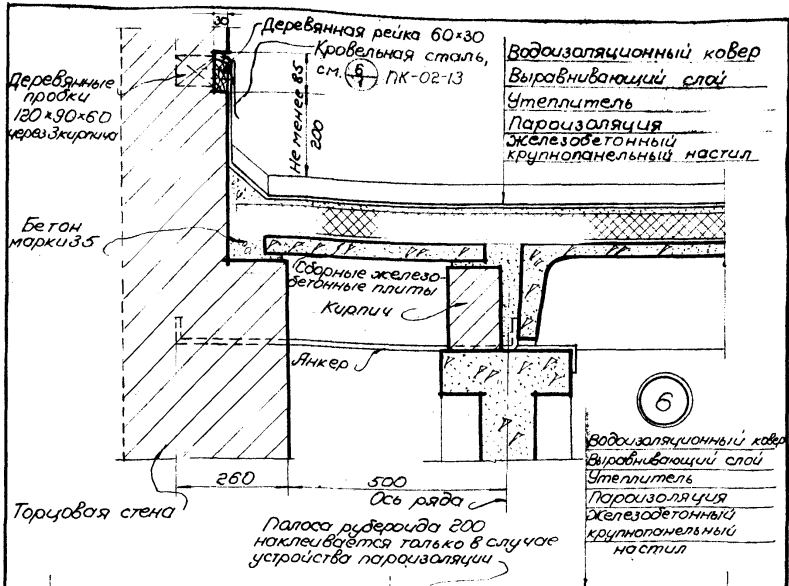 30
Деревянная рейка 60×30
Кровельная сталь,
см. 6/7 ПК-02-13
Деревянные
пробки
120×90×60
через 3 кирпича
Не менее 85
200
Водоизоляционный ковер
Выравнивающий слой
Утеплитель
Пароизоляция
Железобетонный
крупнопанельный настил
Бетон
марки 35
Сборные железо-
бетонные плиты
Кирпич
Анкер
6
260
500
Ось ряда
Торцовая стена
Водоизоляционный ковер
Выравнивающий слой
Утеплитель
Пароизоляция
Железобетонный
крупнопанельный
настил
Полоса рубероида 200
наклеивается только в случае
устройства пароизоляции